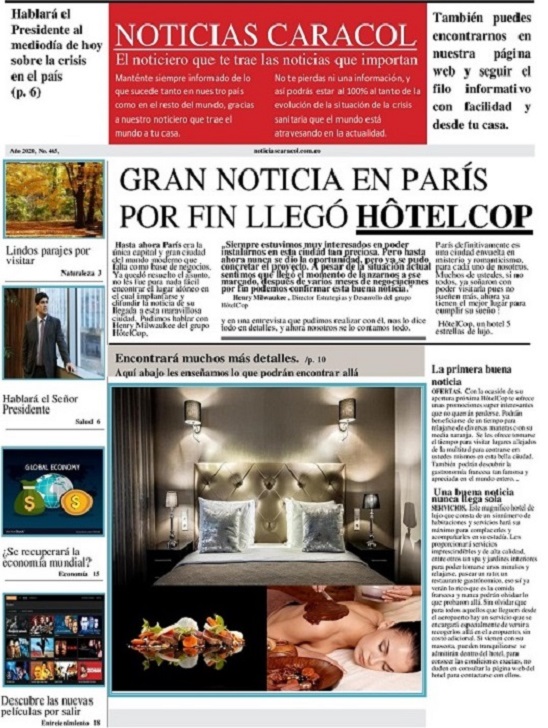 Hablará el
Presidente al
mediodía de hoy
sobre la crisis
en el país
(p. 6)
NOTICIAS CARACOL
El noticiero que te trae las noticias que importan
Manténte siempre informado de lo
que sucede tanto en nuestro país
como en el resto del mundo, gracias
a nuestro noticiero que trae el
mundo a tu casa.
No te pierdas ni una información, y
así podrás estar al 100% al tanto de la
evolución de la situación de la crisis
sanitaria que el mundo está
atravesando en la actualidad.
También puedes
encontrarnos en
nuestra página
web y seguir el
filo informativo
con facilidad y
desde tu casa.
Año 2020, No. 465,
noticiascaracol.com.co
GRAN NOTICIA EN PARÍS
POR FIN LLEGÓ HÔTELCOP
Hasta ahora París era la
única capital y gran ciudad
del mundo moderno que
falta como base de negocios.
Ya quedó resuelto el asunto,
no les fue para nada fácil
encontrar el lugar idóneo en
el cual implantarse y
difundir la noticia de su
llegada a esta maravillosa
ciudad. Pudimos hablar con
Henry Milwaukee del grupo
HôtelCop.
„Siempre estuvimos muy interesados en poder
instalarnos en esta ciudad tan preciosa. Pero hasta
ahora nunca se dio la oportunidad, pero ya se pudo
concretar el proyecto. A pesar de la situación actual
sentimos que llegó el momento de lanzarnos a ese
mercado, después de varios meses de negociaciones
por fin podemos confirmar esta buena noticia."
Henry Milwaukee , Director Estrategias y Desarrollo del grupo
HôtelCop
y en una entrevista que pudimos realizar con él, nos lo dice
todo en detalles, y ahora nosotros se lo contamos todo.
París definitivamente es
una ciudad envuelta en
misterio y romanticismo,
para cada uno de nosotros.
Muchos de ustedes, si no
todos, ya soñaron con
poder visitarla pues no
sueñen más, ahora ya
tienen el mejor lugar para
cumplir su sueño !
HôtelCop, un hotel 5
estrellas de lujo.
Lindos parajes por
visitar
Naturaleza 3
Hablará el Señor
Presidente
Salud 6
GLOBAL ECONOMY
¿Se recuperará la
economía mundial?
Economía 15
Descubre las nuevas
películas por salir
Entretenimiento 18
Encontrará muchos más detalles. /p. 10
Aquí abajo les enseñamos lo que podrán encontrar allá
La primera buena
noticia
OFERTAS. Con la ocasión de su
apertura próxima HôtelCop te ofrece
unas promociones super interesantes
que no querrán perderse. Podrán
beneficiarse de un tiempo para
relajarse de diversas maneras con su
media naranja. Se les ofrece tomarse
el tiempo para visitar lugares alejados
de la multitud para centrarse en
ustedes mismos en esta bella ciudad.
También podrán descubrir la
gastronomía francesa tan famosa y
apreciada en el mundo entero...
Una buena noticia
nunca llega sola
SERVICIOS. Este magnífico hotel de
lujo que consta de un sinnúmero de
habitaciones y servicios hará su
máximo para complacerles y
acompañarles en su estadía. Les
proporcionará servicios
imprescindibles y de alta calidad,
entre otros un spa y jardines interiores
para poder tomarse unos minutos y
relajarse, pasear un rato, un
restaurante gastronómico, eso sí ya
verán lo rico que es la comida
francesa y nunca podrán olvidar lo
que probaron allá. Sin olvidar que
para todos aquellos que lleguen desde
el aeropuerto hay un servicio que se
encargará especialmente de venir a
recogerlos allá en el aeropuerto, sin
costo adicional. Si vienen con su
mascota, pueden tranquilizarse se
admitirán dentro del hotel, para
conocer las condiciones exactas, no
duden en consultar la página web del
hotel para contactarse con ellos.